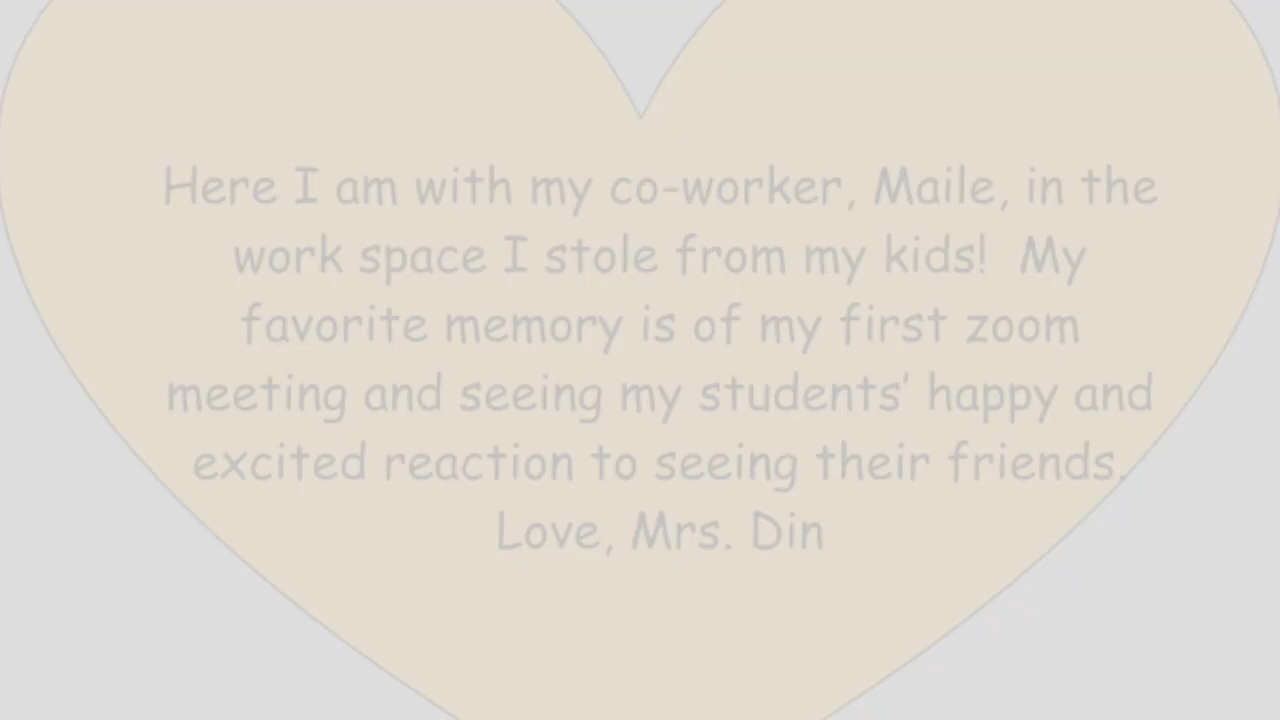 Here I am with my co-worker, Maile, in the
work space I stole from my kids!  My
favorite memory is of my first zoom
meeting and seeing my students’ happy and
excited reaction to seeing their friends.
Love, Mrs. Din